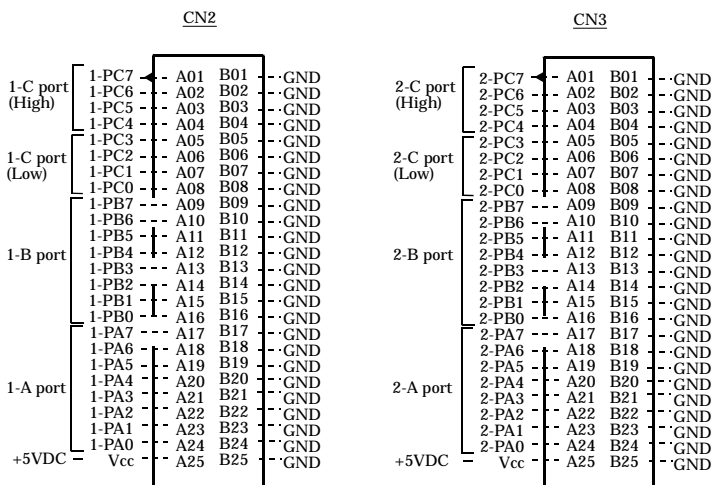 CN2
1-C port
(High)
1-C port
(Low)
1-B port
1-A port
1-PC7 A01 B01 GND
1-PC6 A02 B02 GND
1-PC5 A03 B03 GND
1-PC4 A04 B04 GND
1-PC3 A05 B05 GND
1-PC2 A06 B06 GND
1-PC1 A07 B07 GND
1-PC0 A08 B08 GND
1-PB7 A09 B09 GND
1-PB6 A10 B10 GND
1-PB5 A11 B11 GND
1-PB4 A12 B12 GND
1-PB3 A13 B13 GND
1-PB2 A14 B14 GND
1-PB1 A15 B15 GND
1-PB0 A16 B16 GND
1-PA7 A17 B17 GND
1-PA6 A18 B18 GND
1-PA5 A19 B19 GND
1-PA4 A20 B20 GND
1-PA3 A21 B21 GND
1-PA2 A22 B22 GND
1-PA1 A23 B23 GND
1-PA0 A24 B24 GND
+5VDC Vcc A25 B25 GND
CN3
2-C port
(High)
2-C port
(Low)
2-B port
2-A port
2-PC7 A01 B01 GND
2-PC6 A02 B02 GND
2-PC5 A03 B03 GND
2-PC4 A04 B04 GND
2-PC3 A05 B05 GND
2-PC2 A06 B06 GND
2-PC1 A07 B07 GND
2-PC0 A08 B08 GND
2-PB7 A09 B09 GND
2-PB6 A10 B10 GND
2-PB5 A11 B11 GND
2-PB4 A12 B12 GND
2-PB3 A13 B13 GND
2-PB2 A14 B14 GND
2-PB1 A15 B15 GND
2-PB0 A16 B16 GND
2-PA7 A17 B17 GND
2-PA6 A18 B18 GND
2-PA5 A19 B19 GND
2-PA4 A20 B20 GND
2-PA3 A21 B21 GND
2-PA2 A22 B22 GND
2-PA1 A23 B23 GND
2-PA0 A24 B24 GND
+5VDC Vcc A25 B25 GND